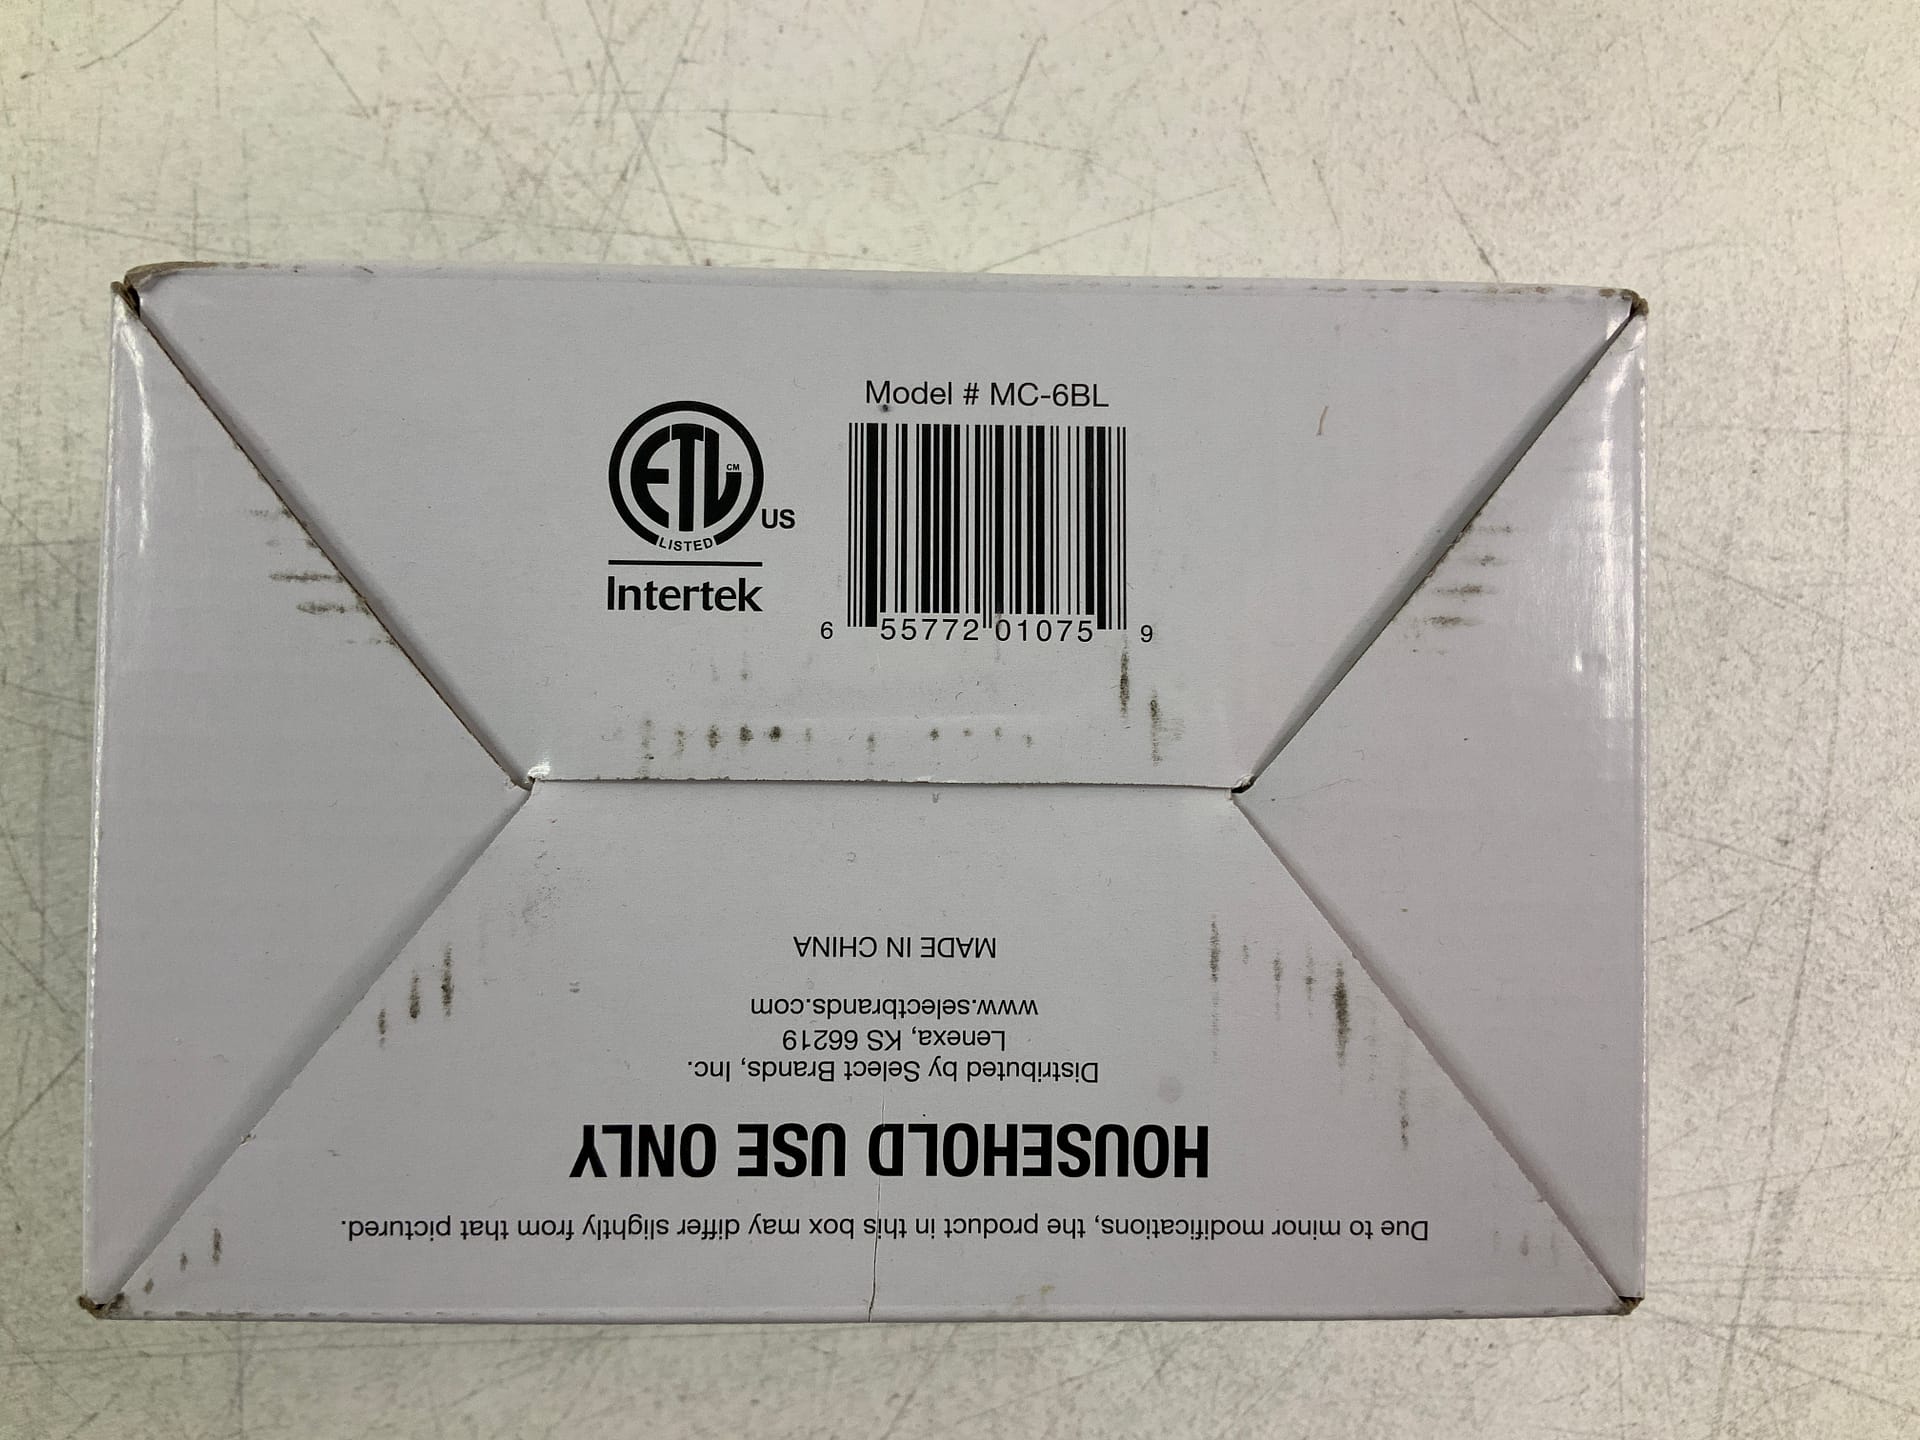 Model # MC-6BL
ETL CM
US
LISTED
Intertek
6 55772 01075 9
Due to minor modifications, the product in this box may differ slightly from that pictured.
HOUSEHOLD USE ONLY
Distributed by Select Brands, Inc.
Lenexa, KS 66219
www.selectbrands.com
MADE IN CHINA